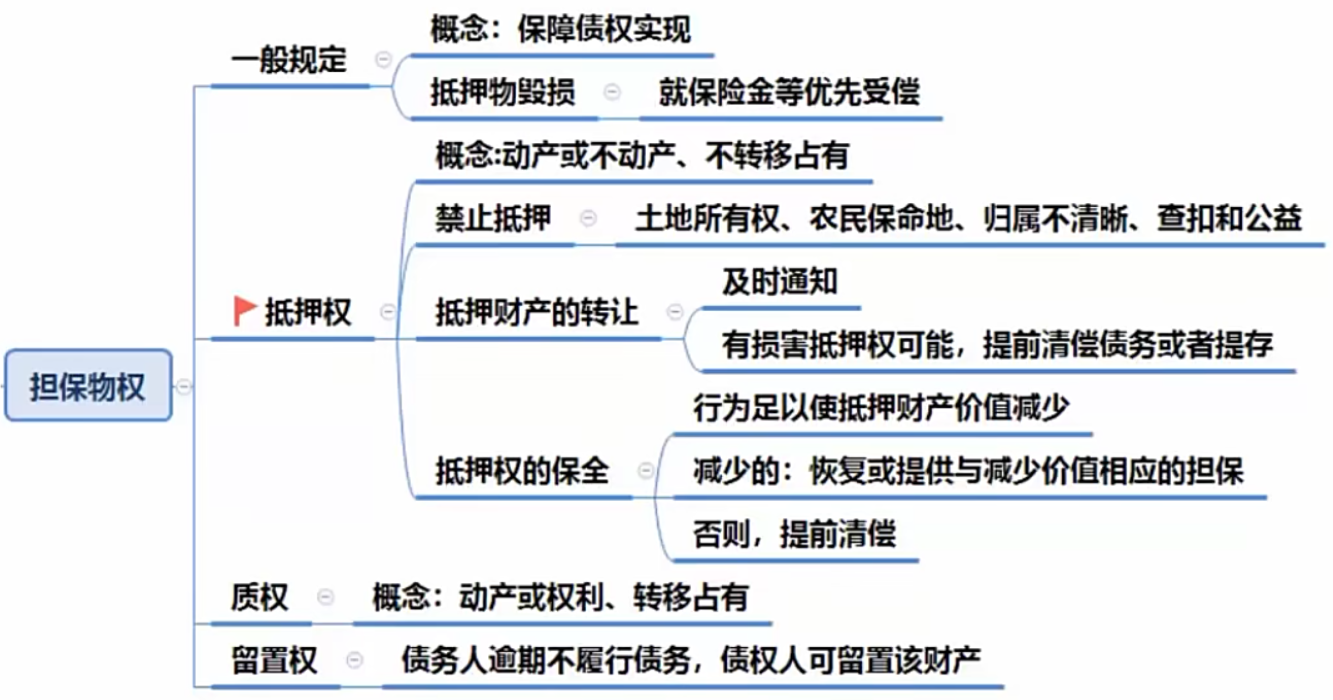 一般规定
概念：保障债权实现
抵押物毁损
就保险金等优先受偿
概念:动产或不动产、不转移占有
禁止抵押
土地所有权、农民保命地、归属不清晰、查扣和公益
抵押权
抵押财产的转让
及时通知
有损害抵押权可能，提前清偿债务或者提存
担保物权
抵押权的保全
行为足以使抵押财产价值减少
减少的：恢复或提供与减少价值相应的担保
否则，提前清偿
质权
概念：动产或权利、转移占有
留置权
债务人逾期不履行债务，债权人可留置该财产